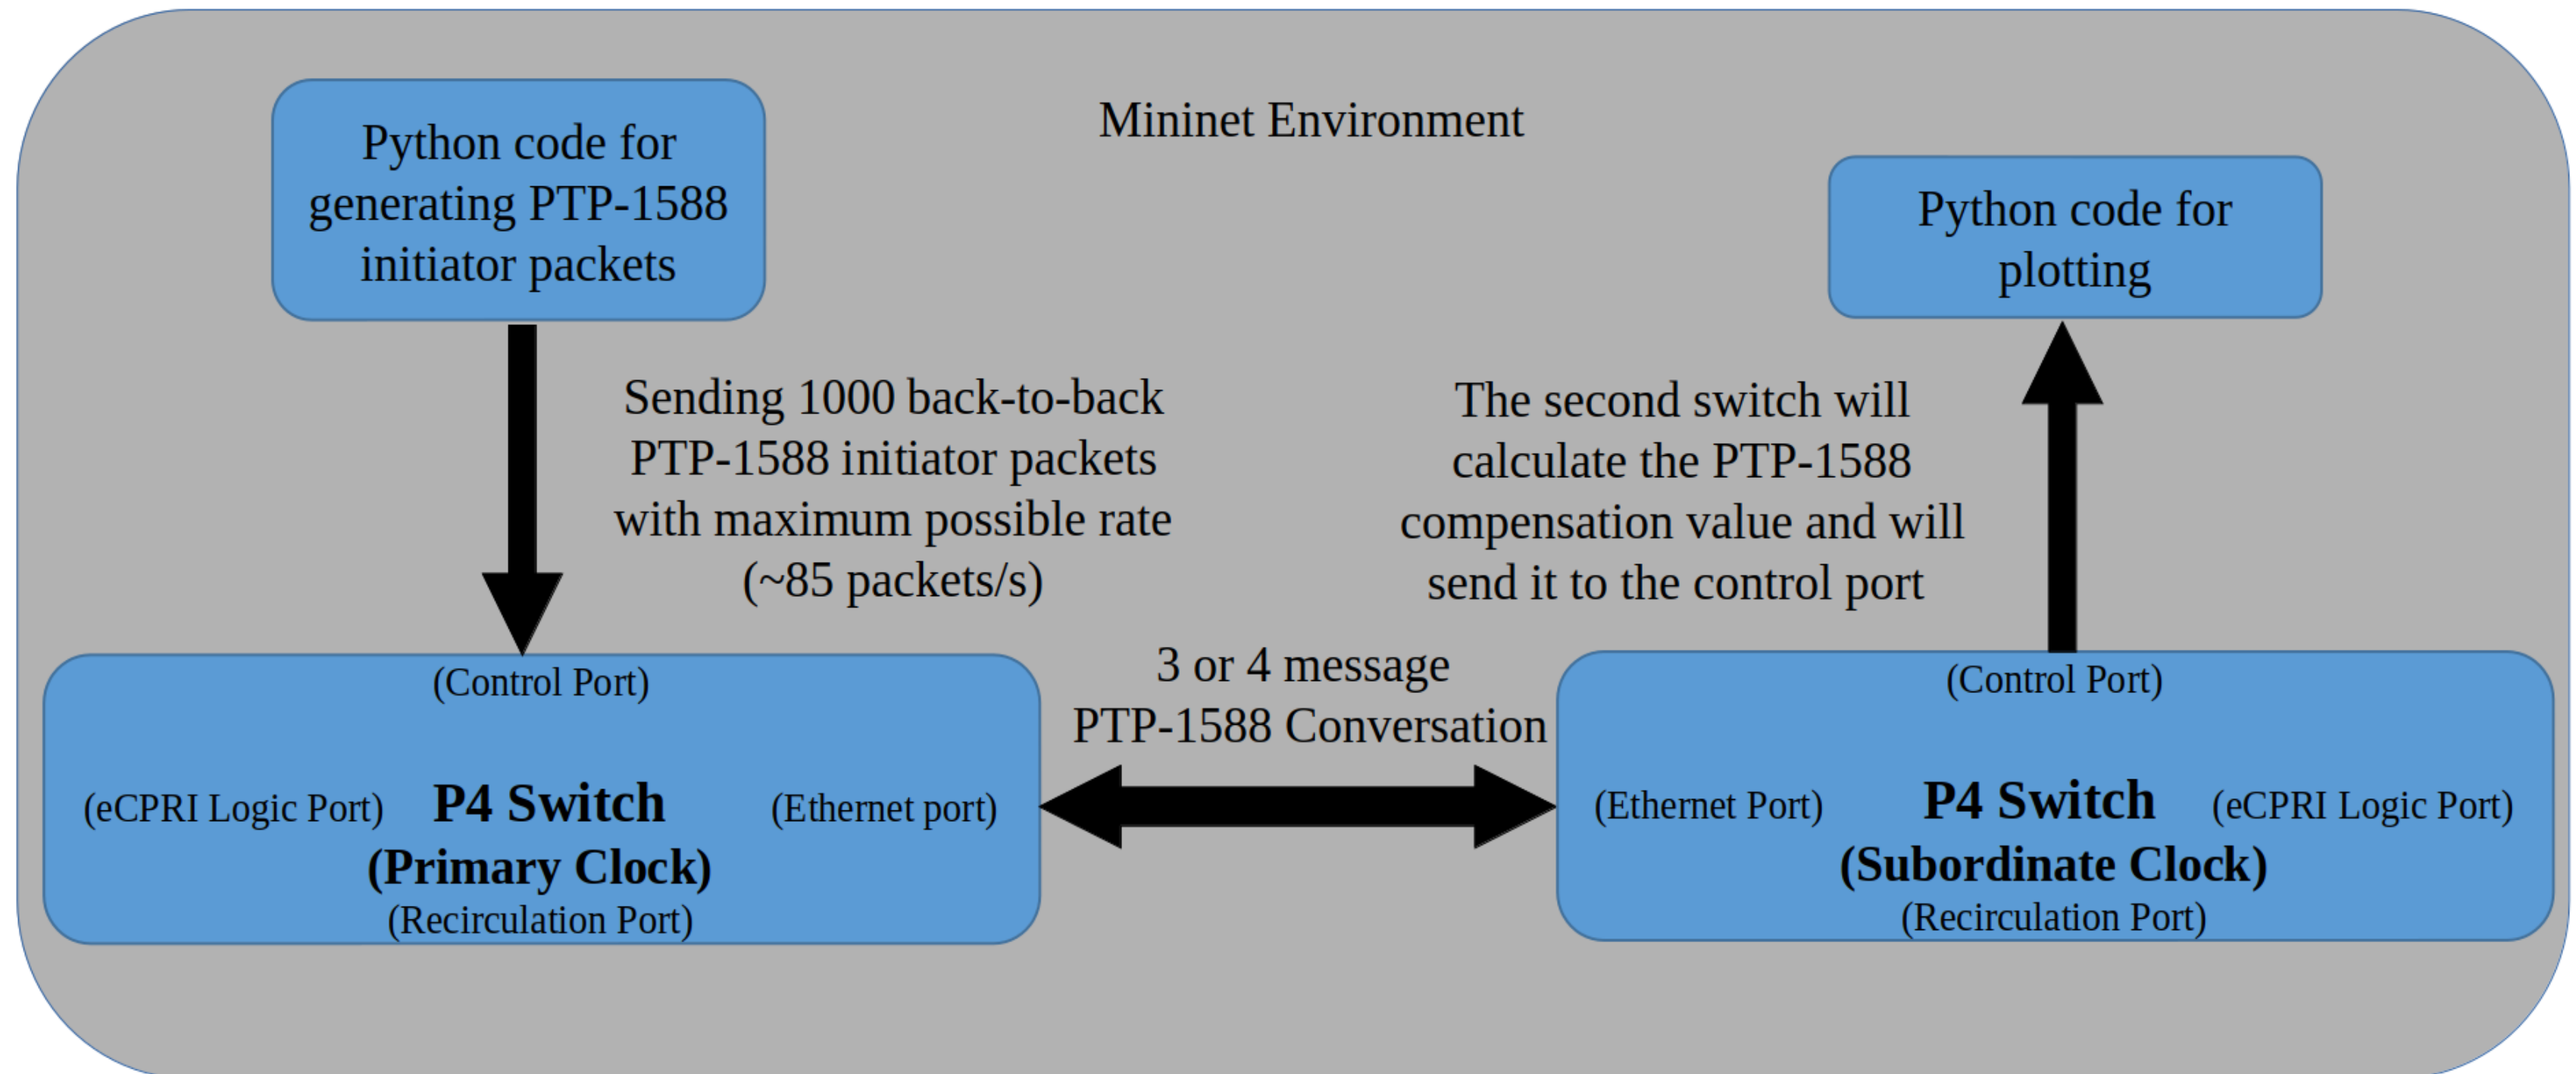 Mininet Environment
Python code for
generating PTP-1588
initiator packets
Python code for
plotting
Sending 1000 back-to-back
PTP-1588 initiator packets
with maximum possible rate
(~85 packets/s)
The second switch will
calculate the PTP-1588
compensation value and will
send it to the control port
3 or 4 message
PTP-1588 Conversation
(Control Port)
(eCPRI Logic Port) P4 Switch (Ethernet port)
(Primary Clock)
(Recirculation Port)
(Control Port)
(Ethernet Port) P4 Switch (eCPRI Logic Port)
(Subordinate Clock)
(Recirculation Port)